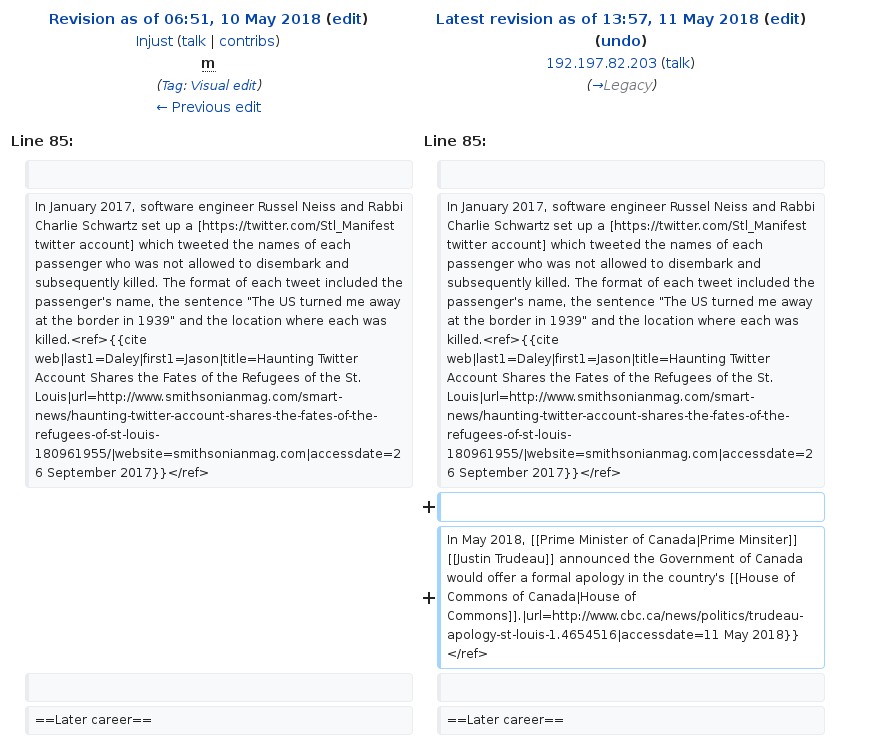 Revision as of 06:51, 10 May 2018 (edit)
Injust (talk | contribs)
m
(Tag: Visual edit)
← Previous edit
Latest revision as of 13:57, 11 May 2018 (edit)
(undo)
192.197.82.203 (talk)
(→Legacy)
Line 85:
Line 85:
In January 2017, software engineer Russel Neiss and Rabbi
Charlie Schwartz set up a [https://twitter.com/Stl_Manifest
twitter account] which tweeted the names of each
passenger who was not allowed to disembark and
subsequently killed. The format of each tweet included the
passenger's name, the sentence "The US turned me away
at the border in 1939" and the location where each was
killed.<ref>{{cite
web|last1=Daley|first1=Jason|title=Haunting Twitter
Account Shares the Fates of the Refugees of the St.
Louis|url=http://www.smithsonianmag.com/smart-
news/haunting-twitter-account-shares-the-fates-of-the-
refugees-of-st-louis-
180961955/|website=smithsonianmag.com|accessdate=2
6 September 2017}}</ref>
In January 2017, software engineer Russel Neiss and Rabbi
Charlie Schwartz set up a [https://twitter.com/Stl_Manifest
twitter account] which tweeted the names of each
passenger who was not allowed to disembark and
subsequently killed. The format of each tweet included the
passenger's name, the sentence "The US turned me away
at the border in 1939" and the location where each was
killed.<ref>{{cite
web|last1=Daley|first1=Jason|title=Haunting Twitter
Account Shares the Fates of the Refugees of the St.
Louis|url=http://www.smithsonianmag.com/smart-
news/haunting-twitter-account-shares-the-fates-of-the-
refugees-of-st-louis-
180961955/|website=smithsonianmag.com|accessdate=2
6 September 2017}}</ref>
+
+
In May 2018, [[Prime Minister of Canada|Prime Minsiter]]
[[Justin Trudeau]] announced the Government of Canada
would offer a formal apology in the country's [[House of
Commons of Canada|House of
Commons]].|url=http://www.cbc.ca/news/politics/trudeau-
apology-st-louis-1.4654516|accessdate=11 May 2018}}
</ref>
==Later career==
==Later career==